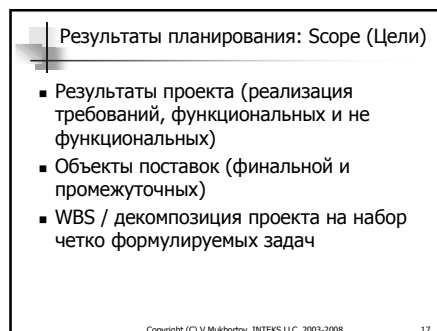 Результаты планирования: Scope (Цели)
▪ Результаты проекта (реализация
требований, функциональных и не
функциональных)
▪ Объекты поставок (финальной и
промежуточных)
▪ WBS / декомпозиция проекта на набор
четко формулируемых задач
Copyright (C) V.Mukhortov, INTEKS LLC, 2003-2008
17